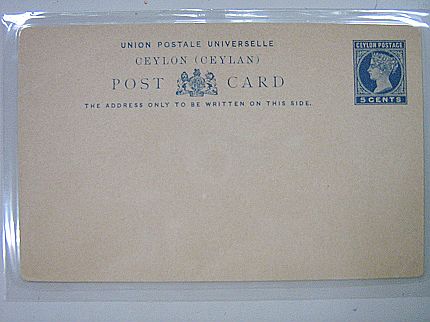 UNION POSTALE UNIVERSELLE
CEYLON (CEYLAN)
POST CARD
THE ADDRESS ONLY TO BE WRITTEN ON THIS SIDE.
CEYLON POSTAGE
5 CENTS